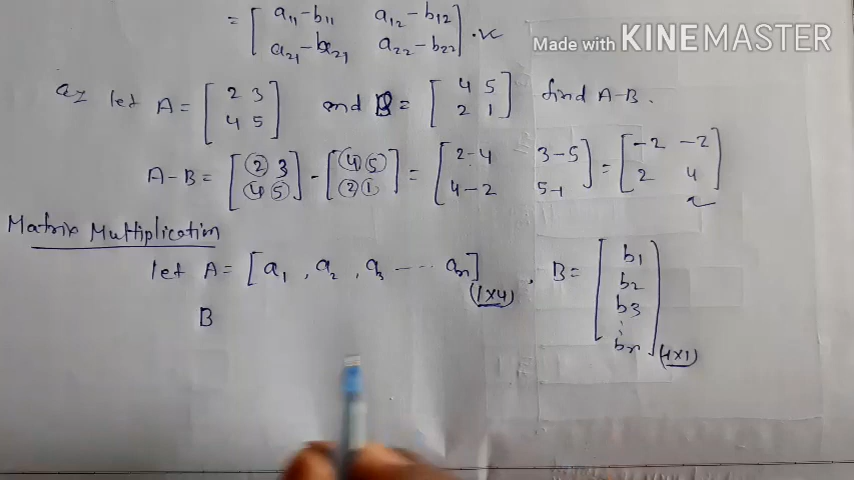 = [ a₁₁-b₁₁ a₁₂-b₁₂
a₂₁-b₂₁ a₂₂-b₂₂ ]
Made with KINEMASTER
let A = [ 2 3
4 5 ] and B = [ 4 5
2 1 ] find A-B.
A-B = [ 2 3
4 5 ] - [ 4 5
2 1 ] = [ 2-4 3-5
4-2 5-1 ] = [ -2 -2
2 4 ]
Matrix Multiplication
let A = [ a₁, a₂, a₃ ---- aₙ ](1x4), B = [ b₁
b₂
b₃
⋮
bₙ ](4x1)
B